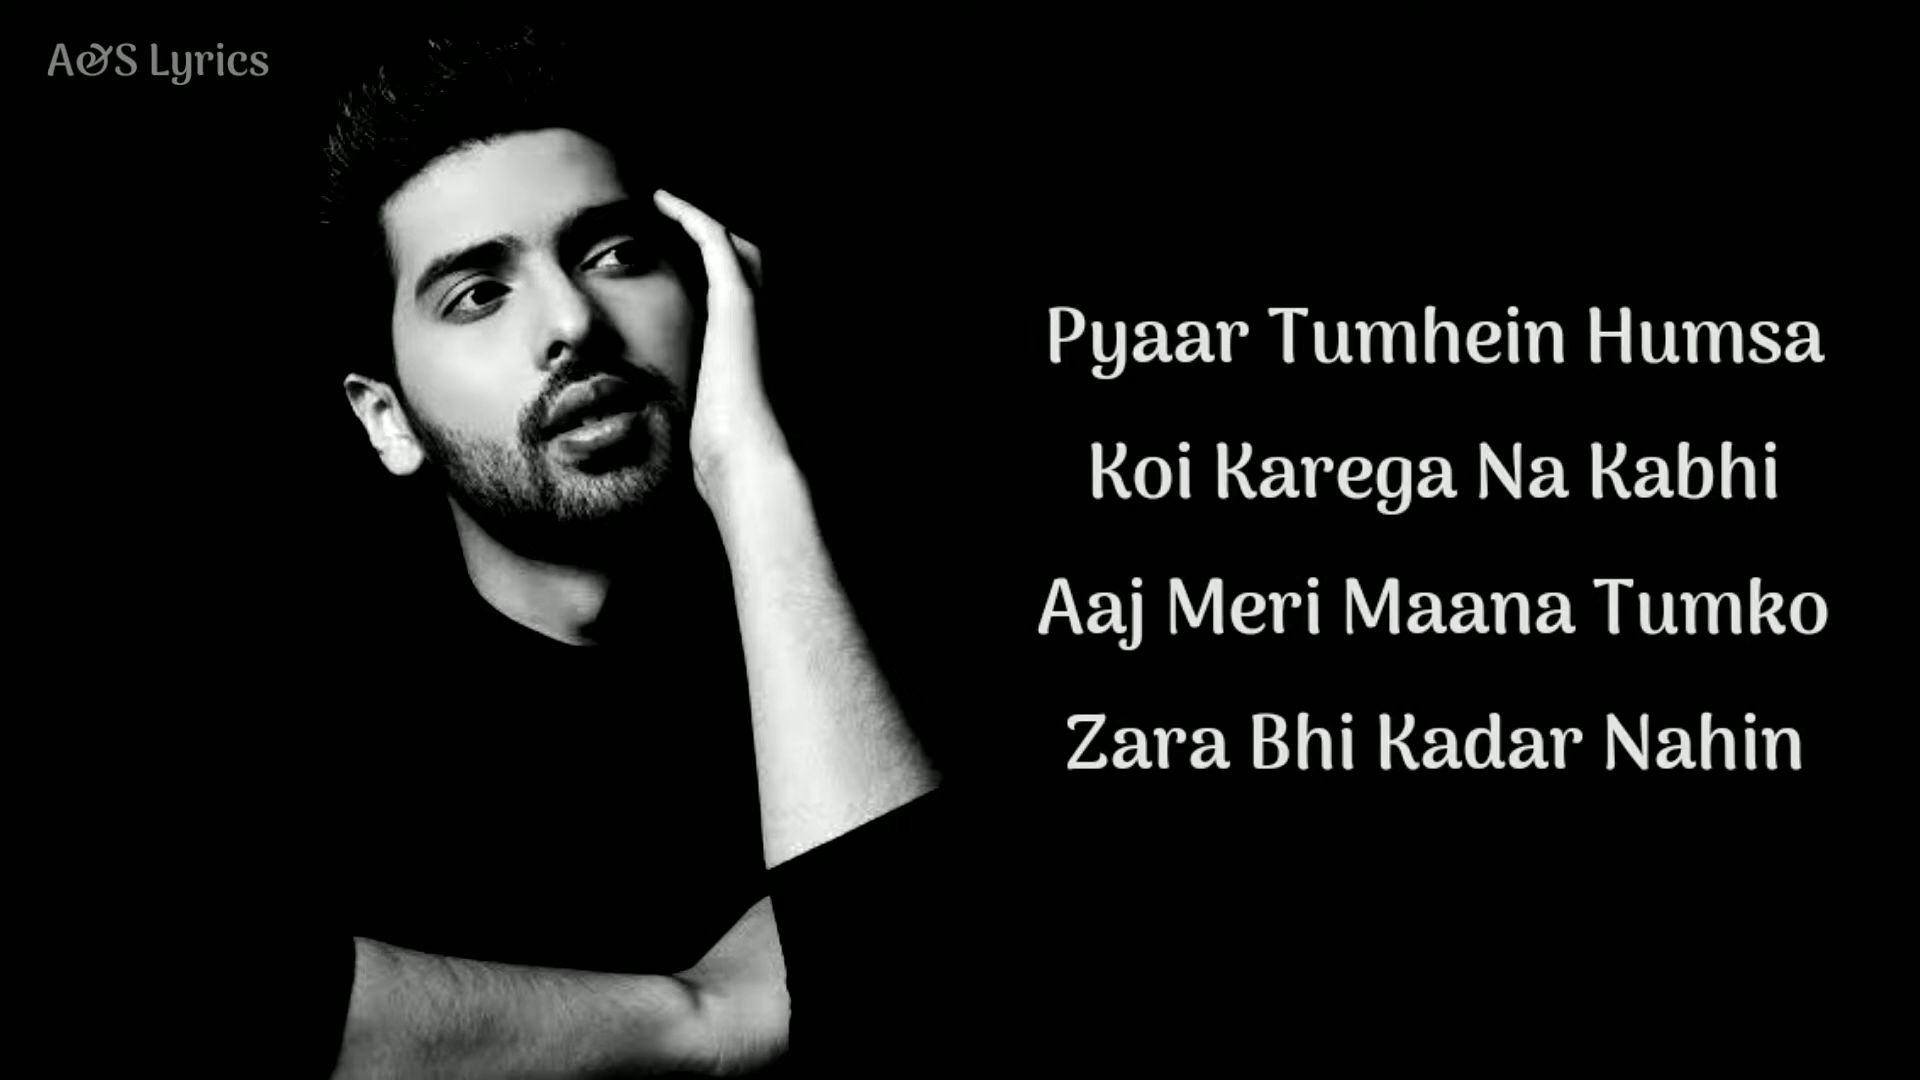 A&S Lyrics
Pyaar Tumhein Humsa
Koi Karega Na Kabhi
Aaj Meri Maana Tumko
Zara Bhi Kadar Nahin